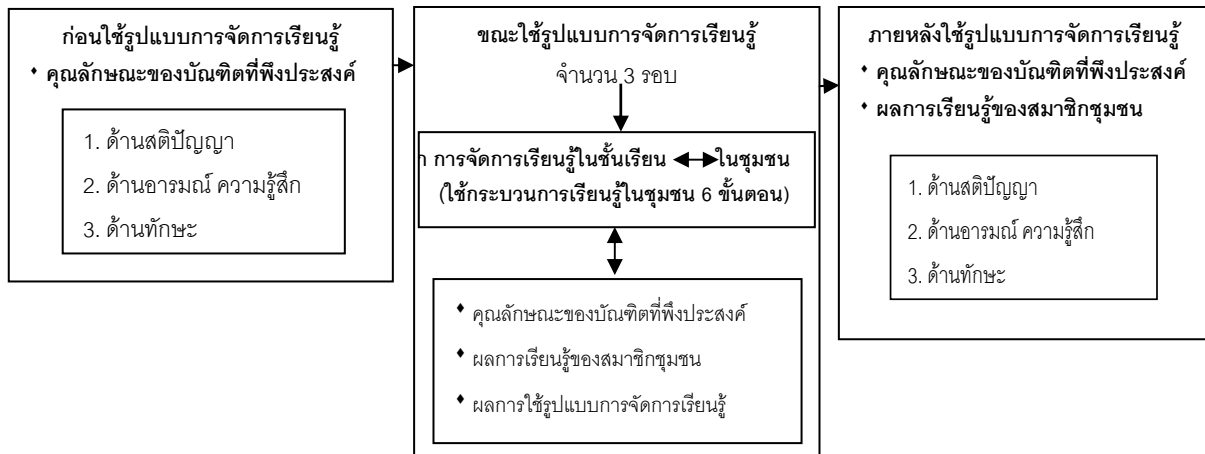 ก่อนใช้รูปแบบการจัดการเรียนรู้
♦ คุณลักษณะของบัณฑิตที่พึงประสงค์
1. ด้านสติปัญญา
2. ด้านอารมณ์ ความรู้สึก
3. ด้านทักษะ
ขณะใช้รูปแบบการจัดการเรียนรู้
จำนวน 3 รอบ
การจัดการเรียนรู้ในชั้นเรียน ในชุมชน
(ใช้กระบวนการเรียนรู้ในชุมชน 6 ขั้นตอน)
♦ คุณลักษณะของบัณฑิตที่พึงประสงค์
♦ ผลการเรียนรู้ของสมาชิกชุมชน
♦ ผลการใช้รูปแบบการจัดการเรียนรู้
ภายหลังใช้รูปแบบการจัดการเรียนรู้
♦ คุณลักษณะของบัณฑิตที่พึงประสงค์
♦ ผลการเรียนรู้ของสมาชิกชุมชน
1. ด้านสติปัญญา
2. ด้านอารมณ์ ความรู้สึก
3. ด้านทักษะ